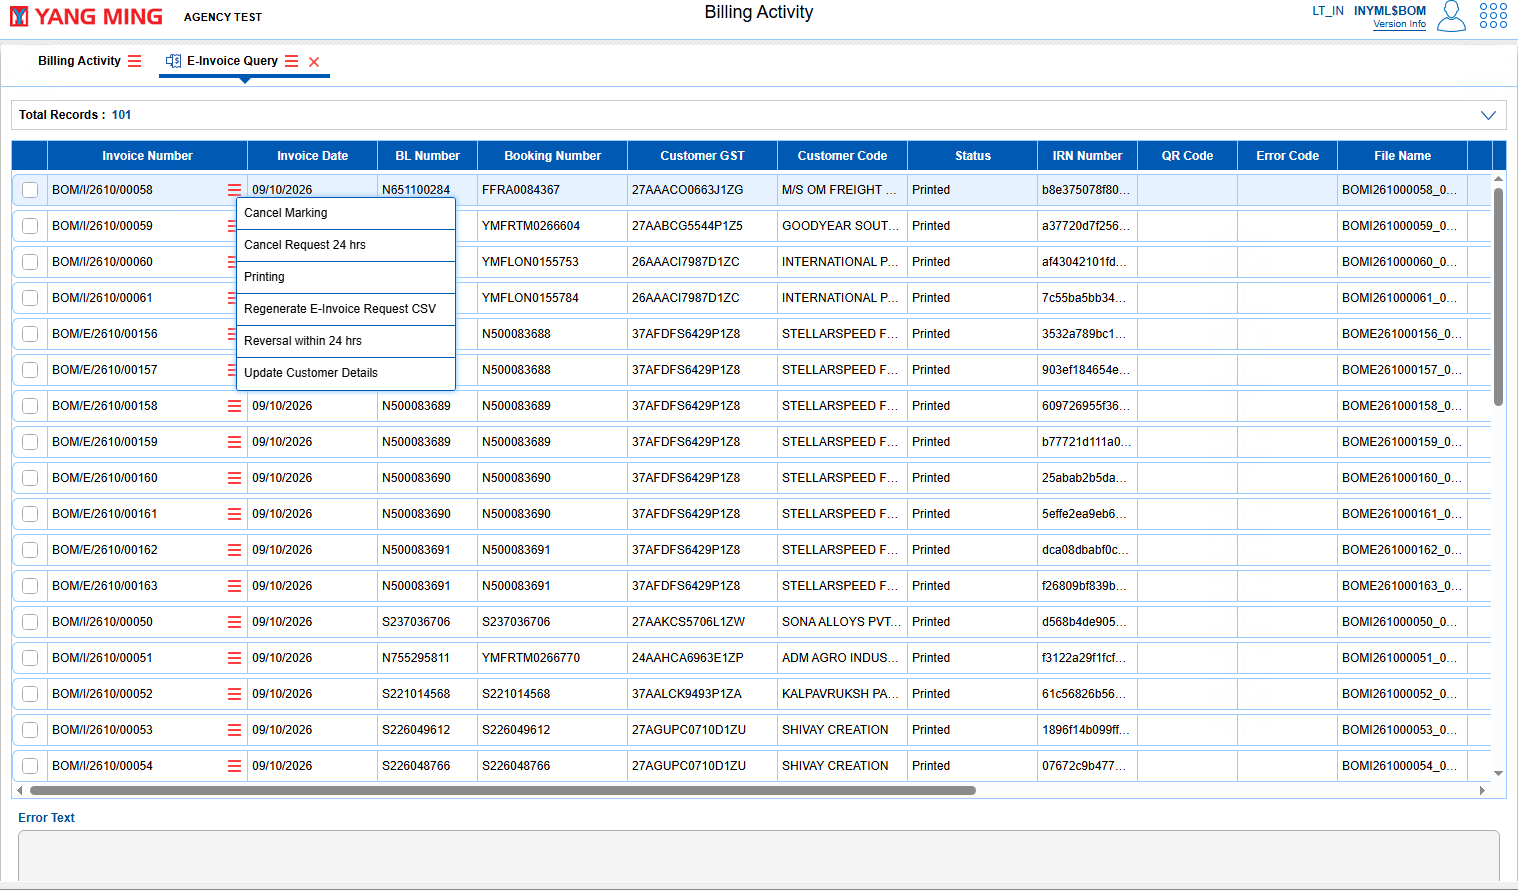 YANG MING AGENCY TEST
Billing Activity
LT_IN INYML$BOM
Version Info
Billing Activity E-Invoice Query
Total Records : 101
Invoice Number Invoice Date BL Number Booking Number Customer GST Customer Code Status IRN Number QR Code Error Code File Name
BOM/I/2610/00058 09/10/2026 N651100284 FFRA0084367 27AAACO0663J1ZG M/S OM FREIGHT ... Printed b8e375078f80... BOMI261000058_0...
BOM/I/2610/00059 YMFRTM0266604 27AABCG5544P1Z5 GOODYEAR SOUT... Printed a37720d7f256... BOMI261000059_0...
BOM/I/2610/00060 YMFLON0155753 26AAACI7987D1ZC INTERNATIONAL P... Printed af43042101fd... BOMI261000060_0...
BOM/I/2610/00061 YMFLON0155784 26AAACI7987D1ZC INTERNATIONAL P... Printed 7c55ba5bb34... BOMI261000061_0...
BOM/E/2610/00156 N500083688 37AFDFS6429P1Z8 STELLARSPEED F... Printed 3532a789bc1... BOME261000156_0...
BOM/E/2610/00157 N500083688 37AFDFS6429P1Z8 STELLARSPEED F... Printed 903ef184654e... BOME261000157_0...
Cancel Marking
Cancel Request 24 hrs
Printing
Regenerate E-Invoice Request CSV
Reversal within 24 hrs
Update Customer Details
BOM/E/2610/00158 09/10/2026 N500083689 N500083689 37AFDFS6429P1Z8 STELLARSPEED F... Printed 609726955f36... BOME261000158_0...
BOM/E/2610/00159 09/10/2026 N500083689 N500083689 37AFDFS6429P1Z8 STELLARSPEED F... Printed b77721d111a0... BOME261000159_0...
BOM/E/2610/00160 09/10/2026 N500083690 N500083690 37AFDFS6429P1Z8 STELLARSPEED F... Printed 25abab2b5da... BOME261000160_0...
BOM/E/2610/00161 09/10/2026 N500083690 N500083690 37AFDFS6429P1Z8 STELLARSPEED F... Printed 5effe2ea9eb6... BOME261000161_0...
BOM/E/2610/00162 09/10/2026 N500083691 N500083691 37AFDFS6429P1Z8 STELLARSPEED F... Printed dca08dbabf0c... BOME261000162_0...
BOM/E/2610/00163 09/10/2026 N500083691 N500083691 37AFDFS6429P1Z8 STELLARSPEED F... Printed f26809bf839b... BOME261000163_0...
BOM/I/2610/00050 09/10/2026 S237036706 S237036706 27AAKCS5706L1ZW SONA ALLOYS PVT... Printed d568b4de905... BOMI261000050_0...
BOM/I/2610/00051 09/10/2026 N755295811 YMFRTM0266770 24AAHCA6963E1ZP ADM AGRO INDUS... Printed f3122a29f1fcf... BOMI261000051_0...
BOM/I/2610/00052 09/10/2026 S221014568 S221014568 37AALCK9493P1ZA KALPAVRUKSH PA... Printed 61c56826b56... BOMI261000052_0...
BOM/I/2610/00053 09/10/2026 S226049612 S226049612 27AGUPC0710D1ZU SHIVAY CREATION Printed 1896f14b099ff... BOMI261000053_0...
BOM/I/2610/00054 09/10/2026 S226048766 S226048766 27AGUPC0710D1ZU SHIVAY CREATION Printed 07672c9b477... BOMI261000054_0...
Error Text